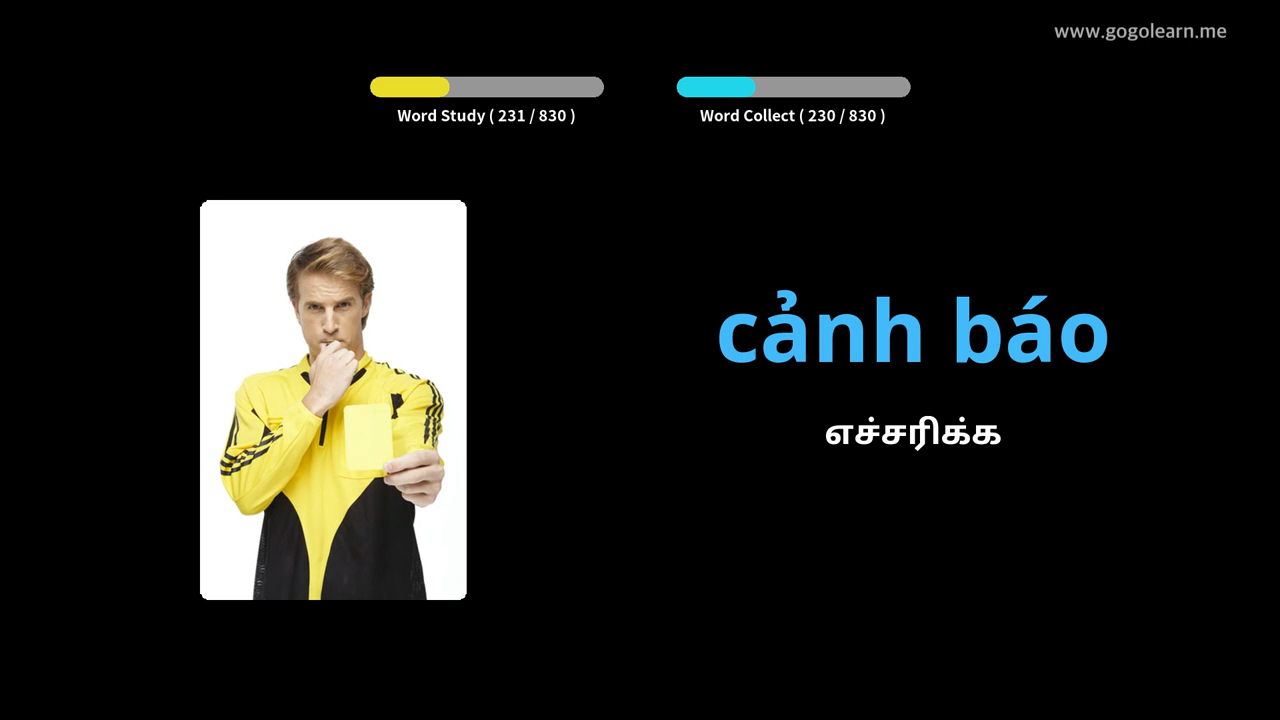 www.gogolearn.me
Word Study ( 231 / 830 )
Word Collect ( 230 / 830 )
cảnh báo
எச்சரிக்க